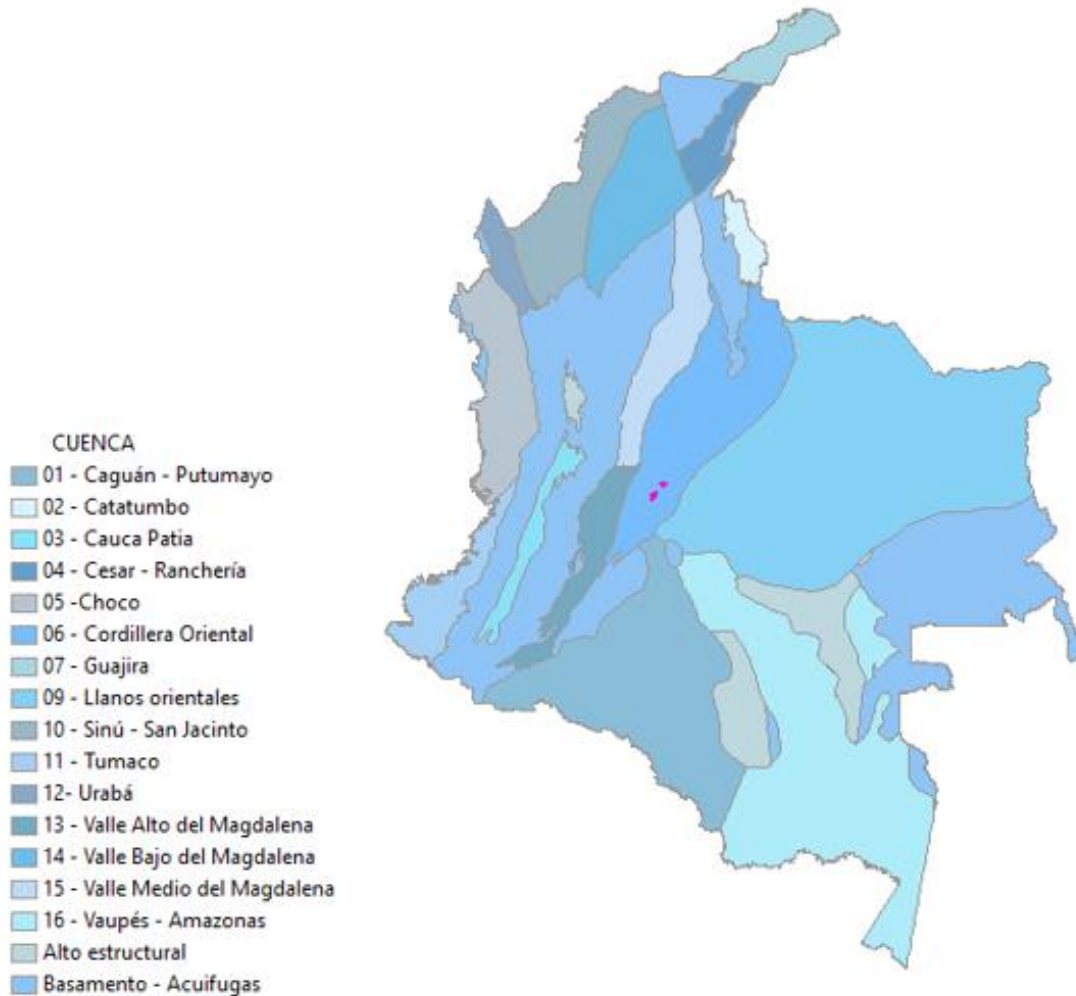 CUENCA
01 - Caguán - Putumayo
02 - Catatumbo
03 - Cauca Patia
04 - Cesar - Ranchería
05 -Choco
06 - Cordillera Oriental
07 - Guajira
09 - Llanos orientales
10 - Sinú - San Jacinto
11 - Tumaco
12- Urabá
13 - Valle Alto del Magdalena
14 - Valle Bajo del Magdalena
15 - Valle Medio del Magdalena
16 - Vaupés - Amazonas
Alto estructural
Basamento - Acuifugas